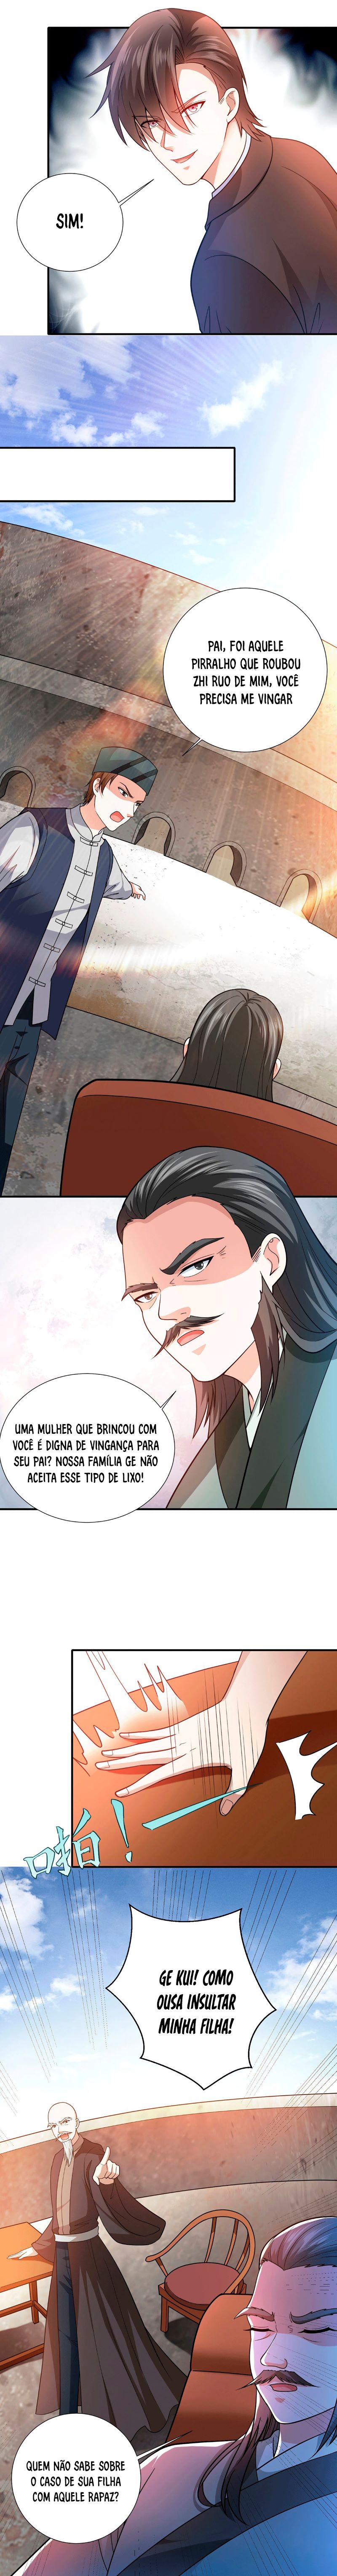 SIM!
PAI, FOI AQUELE
PIRRALHO QUE ROUBOU
ZHI RUO DE MIM, VOCÊ
PRECISA ME VINGAR
UMA MULHER QUE BRINCOU COM
VOCÊ É DIGNA DE VINGANÇA PARA
SEU PAI? NOSSA FAMÍLIA GE NÃO
ACEITA ESSE TIPO DE LIXO!
啪!
GE KUI! COMO
OUSA INSULTAR
MINHA FILHA!
QUEM NÃO SABE SOBRE
O CASO DE SUA FILHA
COM AQUELE RAPAZ?